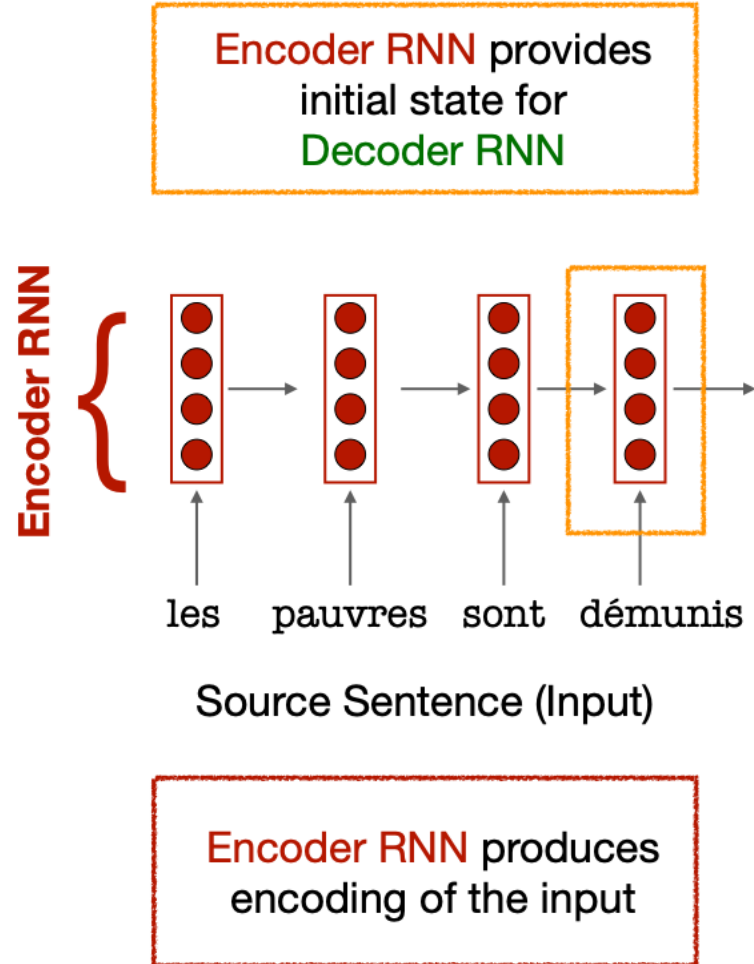 Encoder RNN provides
initial state for
Decoder RNN
Encoder RNN
les pauvres sont démunis
Source Sentence (Input)
Encoder RNN produces
encoding of the input